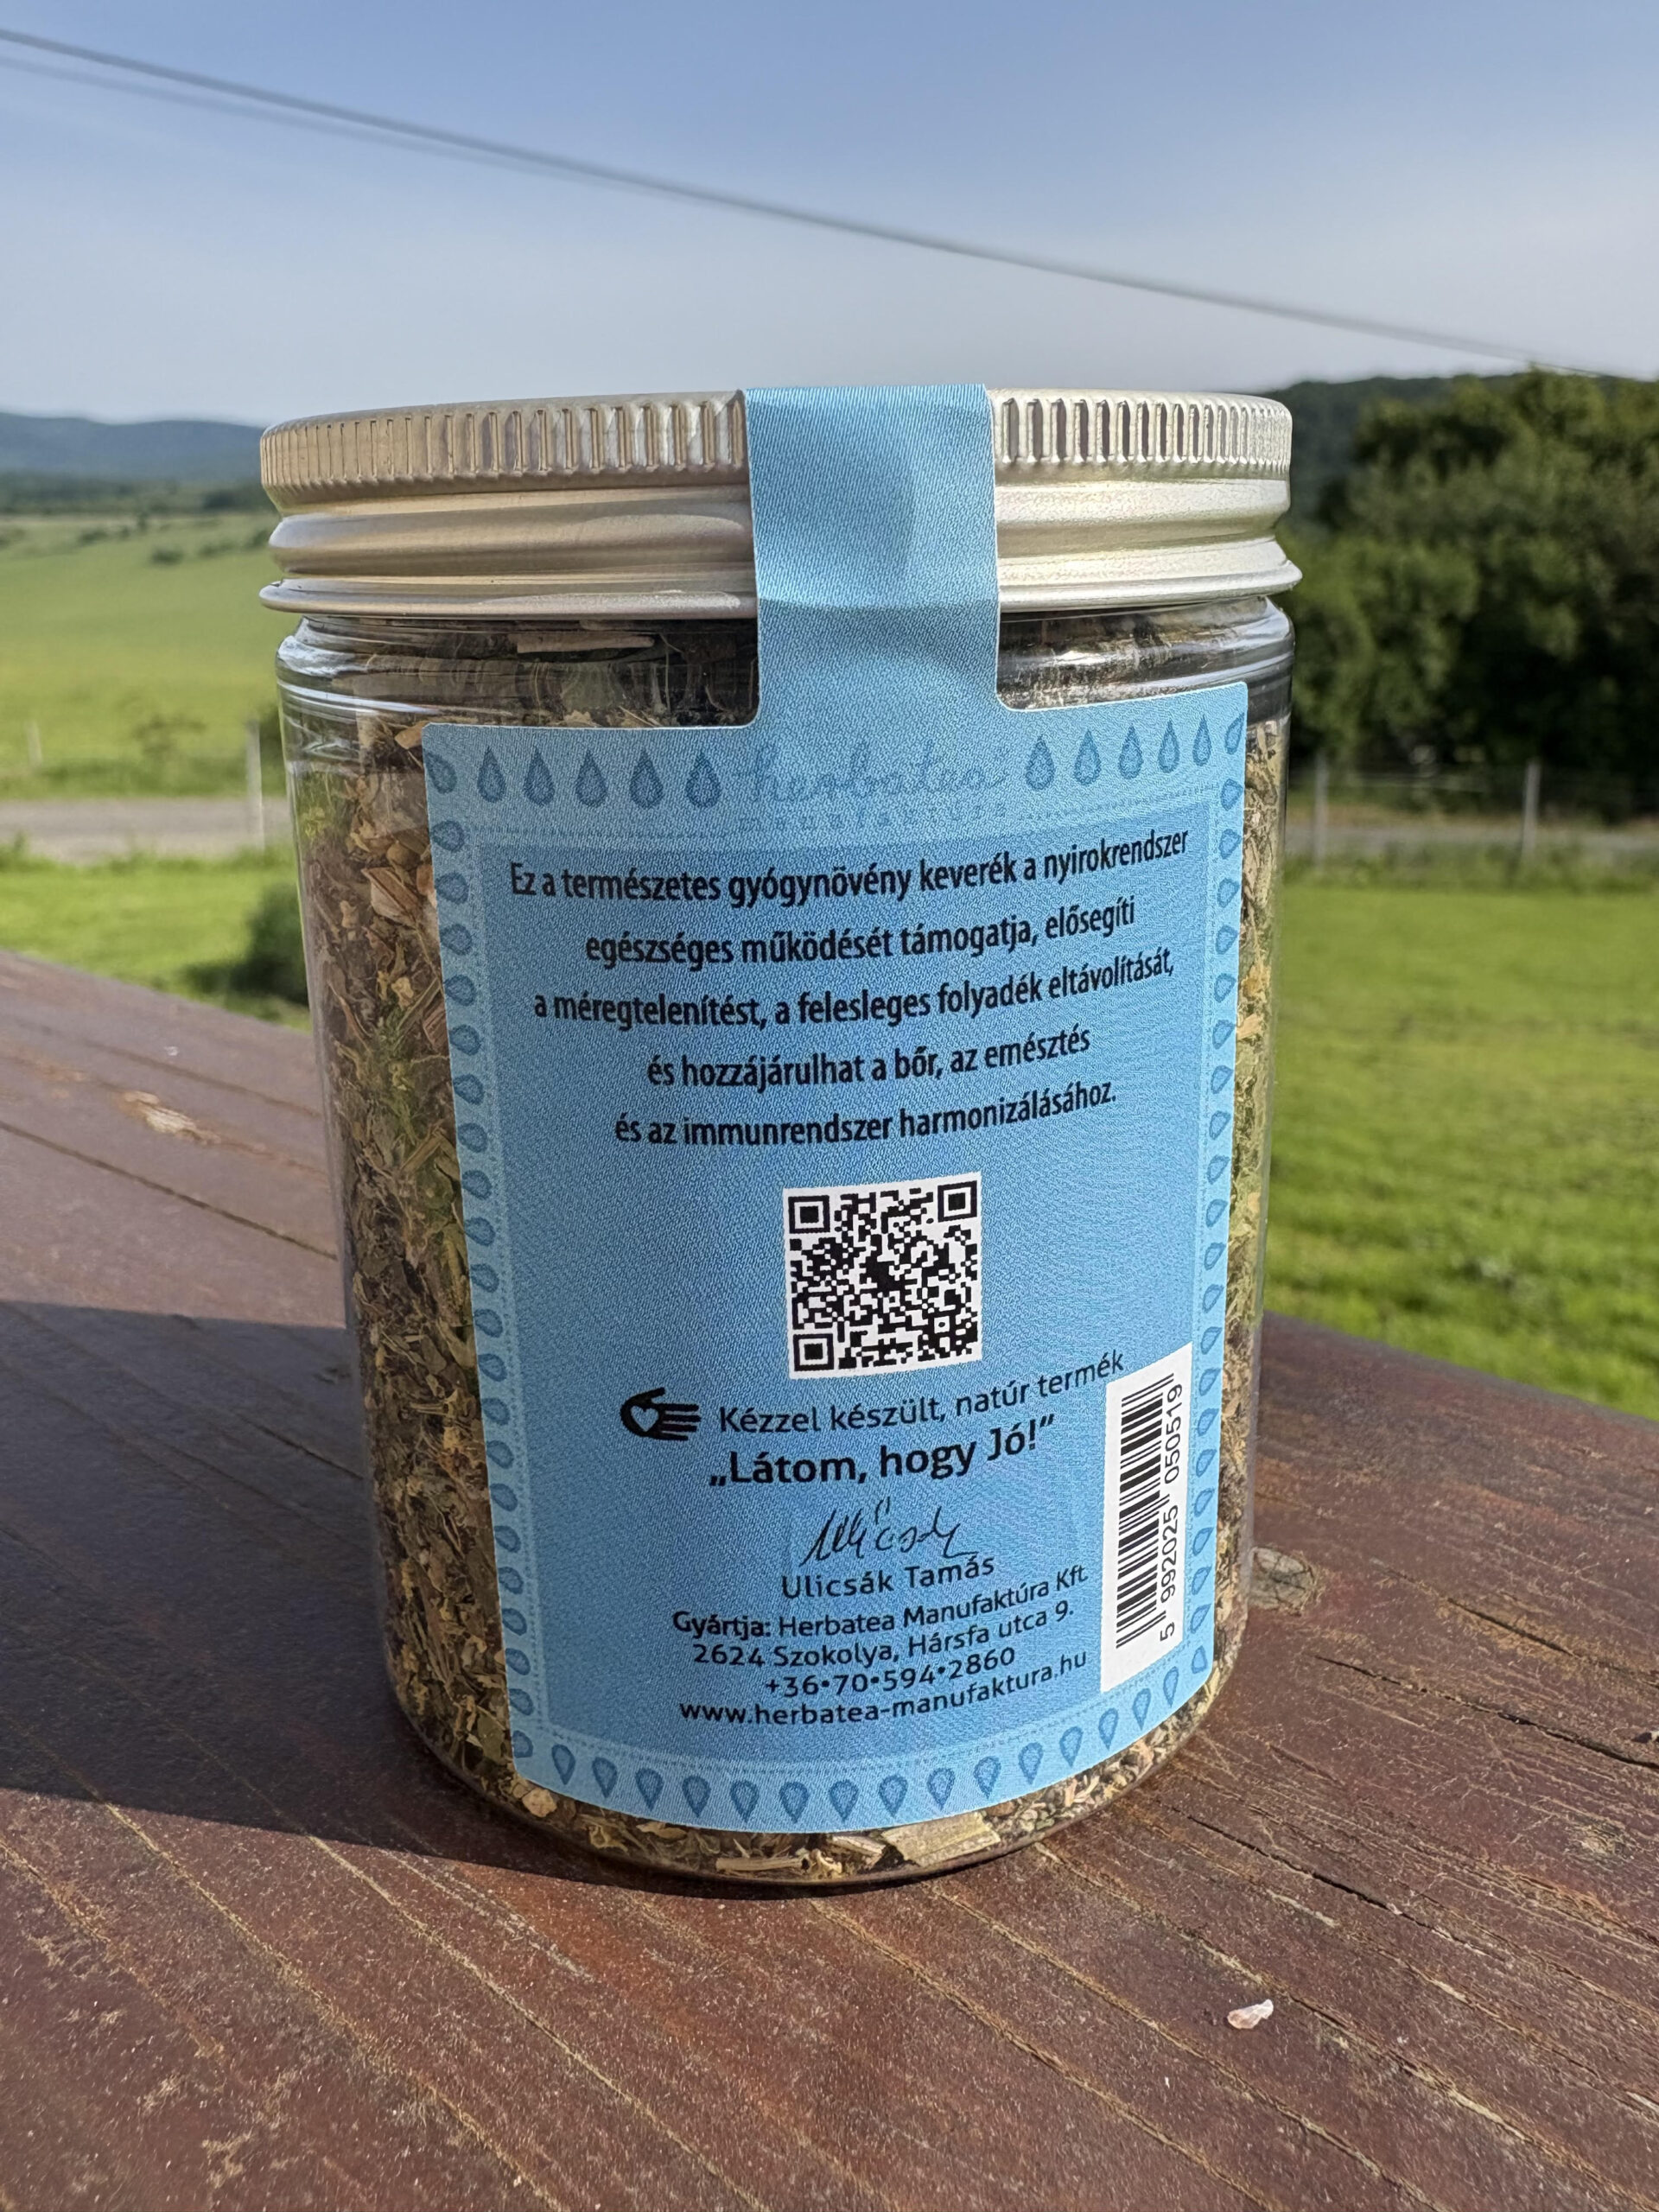 herbatea
Ez a természetes gyógynövény keverék a nyirokrendszer
egészséges működését támogatja, elősegíti
a méregtelenítést, a felesleges folyadék eltávolítását,
és hozzájárulhat a bőr, az emésztés
és az immunrendszer harmonizálásához.
Kézzel készült, natúr termék
„Látom, hogy Jó!”
Ulicsák Tamás
Gyártja: Herbatea Manufaktúra Kft
2624 Szokolya, Hársfa utca 9.
+36•70•594•2860
www.herbatea-manufaktura.hu
5 992025 050519